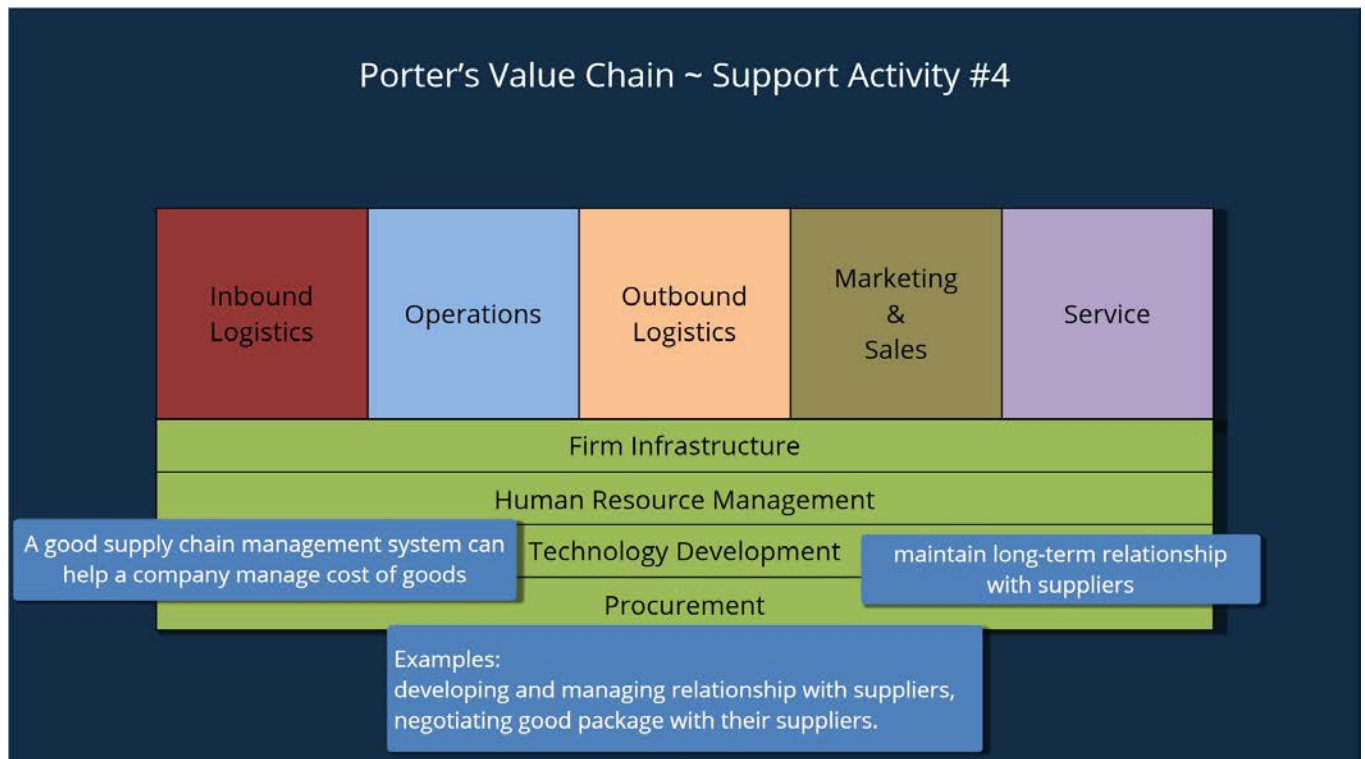 Porter's Value Chain ~ Support Activity #4
Inbound
Logistics
Operations
Outbound
Logistics
Marketing
&
Sales
Service
Firm Infrastructure
Human Resource Management
A good supply chain management system can
help a company manage cost of goods
Technology Development
maintain long-term relationship
with suppliers
Procurement
Examples:
developing and managing relationship with suppliers,
negotiating good package with their suppliers.